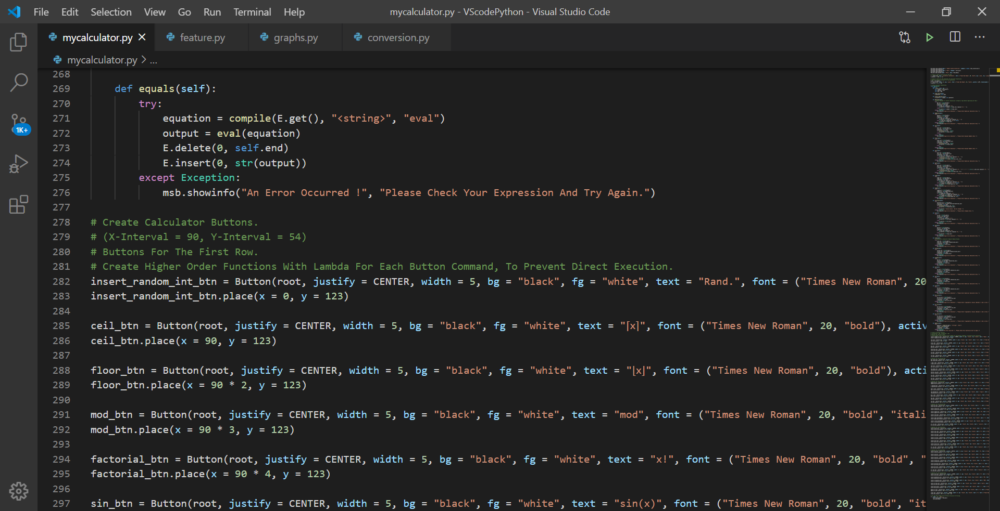 File Edit Selection View Go Run Terminal Help mycalculator.py - VScodePython - Visual Studio Code
mycalculator.py feature.py graphs.py conversion.py
mycalculator.py > ...
268
269 def equals(self):
270 try:
271 equation = compile(E.get(), "<string>", "eval")
272 output = eval(equation)
273 E.delete(0, self.end)
274 E.insert(0, str(output))
275 except Exception:
276 msb.showinfo("An Error Occurred !", "Please Check Your Expression And Try Again.")
277
278 # Create Calculator Buttons.
279 # (X-Interval = 90, Y-Interval = 54)
280 # Buttons For The First Row.
281 # Create Higher Order Functions With Lambda For Each Button Command, To Prevent Direct Execution.
282 insert_random_int_btn = Button(root, justify = CENTER, width = 5, bg = "black", fg = "white", text = "Rand.", font = ("Times New Roman", 20
283 insert_random_int_btn.place(x = 0, y = 123)
284
285 ceil_btn = Button(root, justify = CENTER, width = 5, bg = "black", fg = "white", text = "⌈x⌉", font = ("Times New Roman", 20, "bold"), activ
286 ceil_btn.place(x = 90, y = 123)
287
288 floor_btn = Button(root, justify = CENTER, width = 5, bg = "black", fg = "white", text = "⌊x⌋", font = ("Times New Roman", 20, "bold"), acti
289 floor_btn.place(x = 90 * 2, y = 123)
290
291 mod_btn = Button(root, justify = CENTER, width = 5, bg = "black", fg = "white", text = "mod", font = ("Times New Roman", 20, "bold", "itali
292 mod_btn.place(x = 90 * 3, y = 123)
293
294 factorial_btn = Button(root, justify = CENTER, width = 5, bg = "black", fg = "white", text = "x!", font = ("Times New Roman", 20, "bold", "
295 factorial_btn.place(x = 90 * 4, y = 123)
296
297 sin_btn = Button(root, justify = CENTER, width = 5, bg = "black", fg = "white", text = "sin(x)", font = ("Times New Roman", 20, "bold", "it
1K+